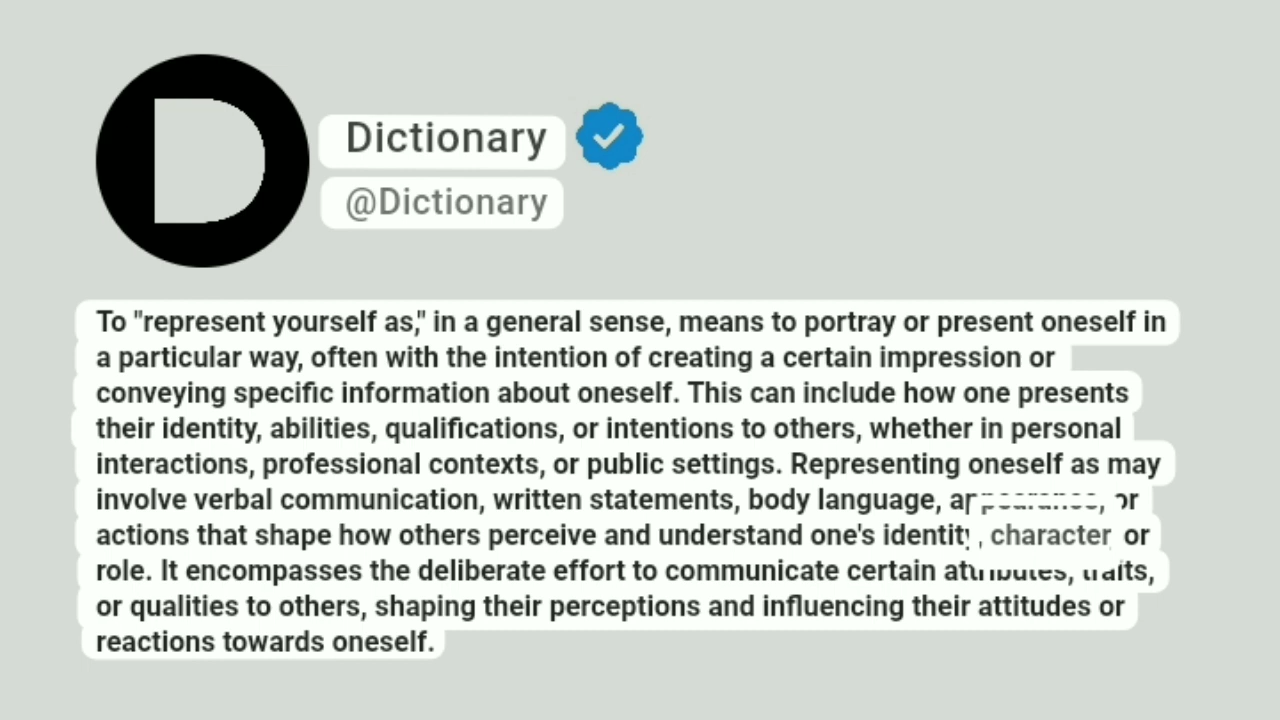 D
Dictionary
@Dictionary
To "represent yourself as," in a general sense, means to portray or present oneself in
a particular way, often with the intention of creating a certain impression or
conveying specific information about oneself. This can include how one presents
their identity, abilities, qualifications, or intentions to others, whether in personal
interactions, professional contexts, or public settings. Representing oneself as may
involve verbal communication, written statements, body language, appearance, or
actions that shape how others perceive and understand one's identity, character or
role. It encompasses the deliberate effort to communicate certain attributes, traits,
or qualities to others, shaping their perceptions and influencing their attitudes or
reactions towards oneself.